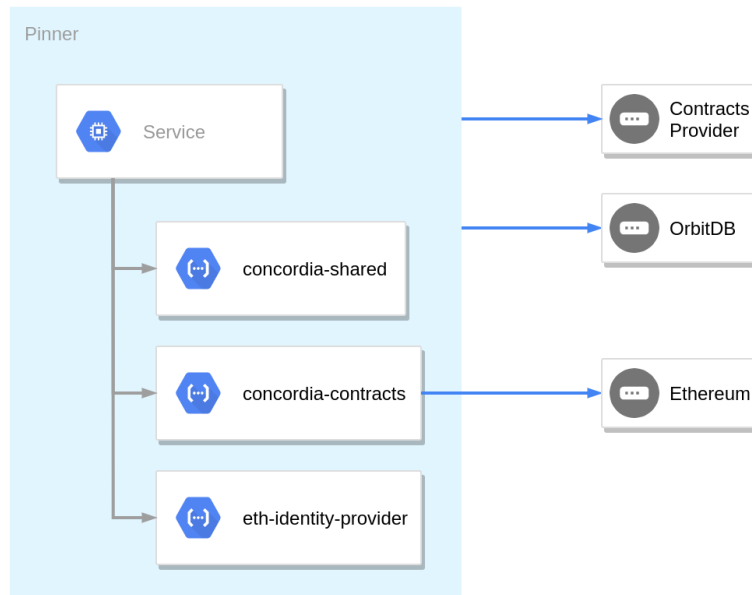 Pinner
Service
Contracts
Provider
OrbitDB
concordia-shared
concordia-contracts
Ethereum
eth-identity-provider